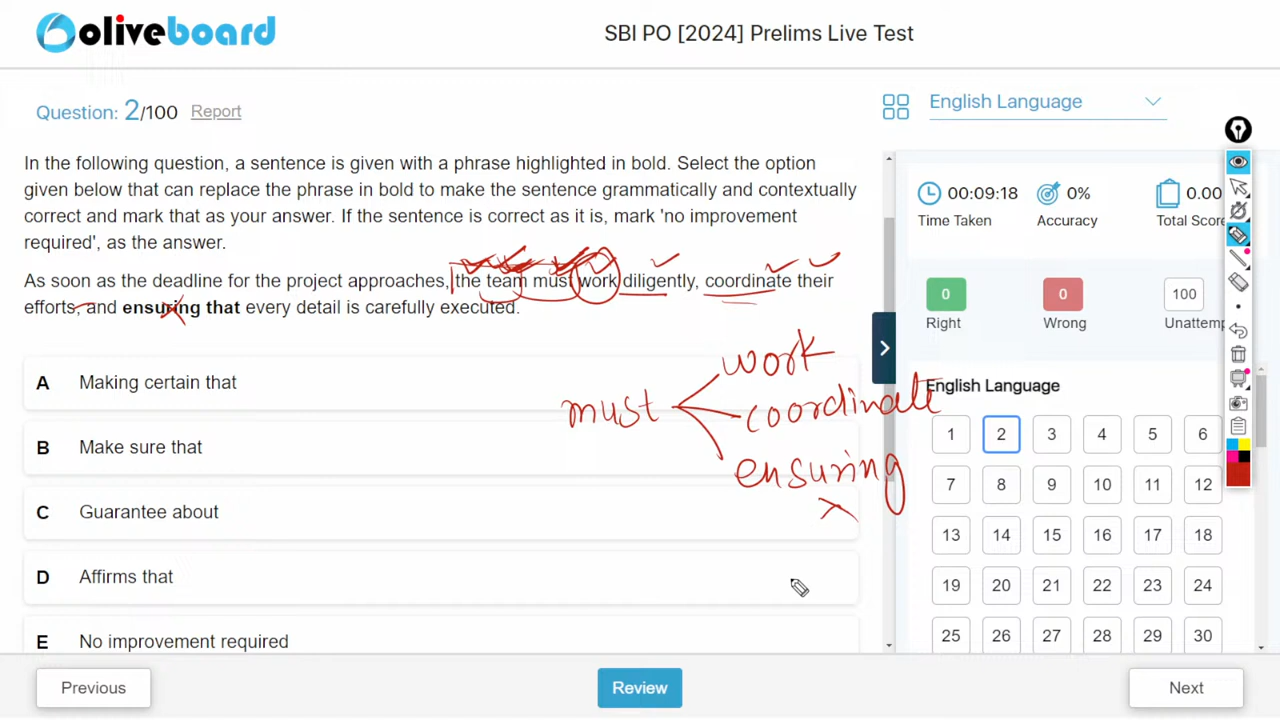 oliveboard
SBI PO [2024] Prelims Live Test
Question: 2/100 Report
English Language
In the following question, a sentence is given with a phrase highlighted in bold. Select the option
given below that can replace the phrase in bold to make the sentence grammatically and contextually
correct and mark that as your answer. If the sentence is correct as it is, mark 'no improvement
required', as the answer.
As soon as the deadline for the project approaches, the team must work diligently, coordinate their
efforts, and ensuring that every detail is carefully executed.
A Making certain that
B Make sure that
C Guarantee about
D Affirms that
E No improvement required
must
work
coordinate
ensuring
00:09:18
Time Taken
0%
Accuracy
0.00
Total Score
0
Right
0
Wrong
100
Unattemp
English Language
1 2 3 4 5 6
7 8 9 10 11 12
13 14 15 16 17 18
19 20 21 22 23 24
25 26 27 28 29 30
Previous
Review
Next